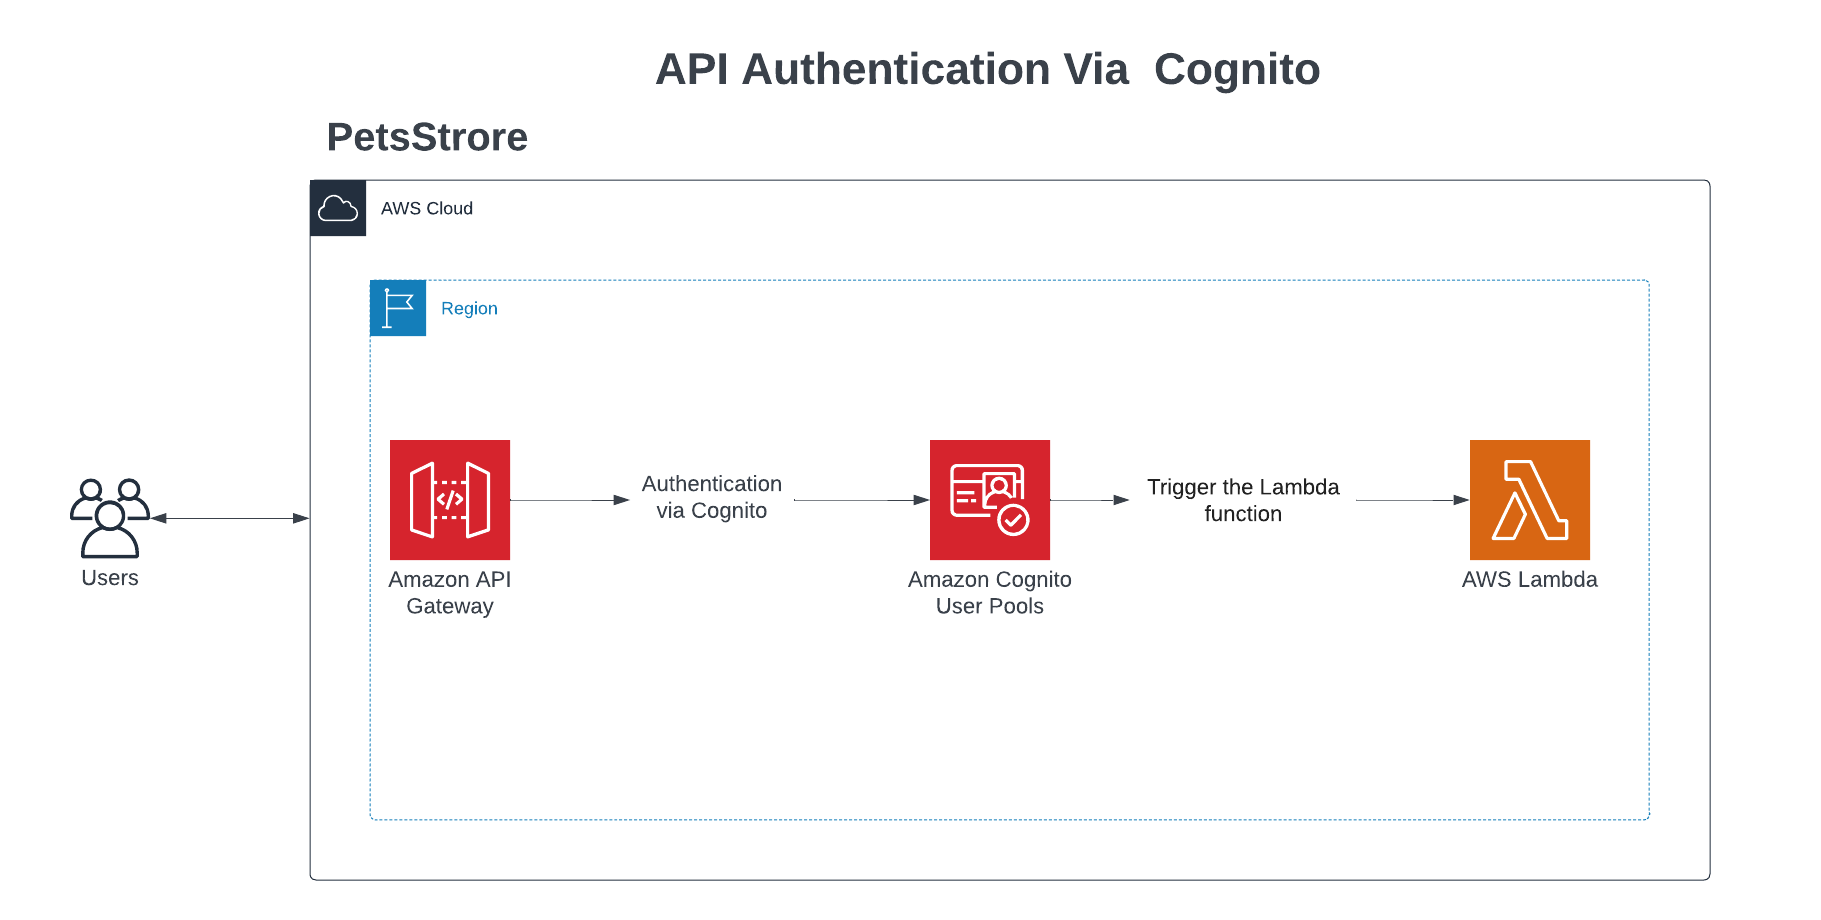 API Authentication Via  Cognito
PetsStrore
AWS Cloud
Region
Users
Amazon API
Gateway
Authentication
via Cognito
Amazon Cognito
User Pools
Trigger the Lambda
function
AWS Lambda